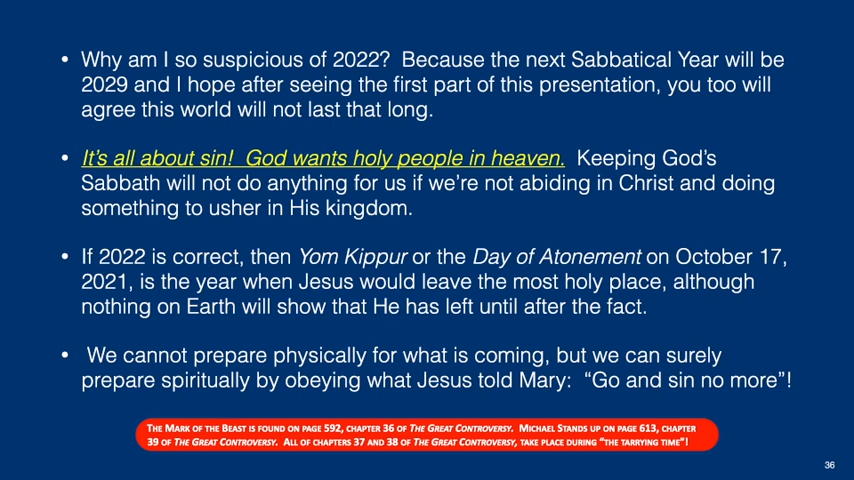 • Why am I so suspicious of 2022?  Because the next Sabbatical Year will be
2029 and I hope after seeing the first part of this presentation, you too will
agree this world will not last that long.
• It's all about sin!  God wants holy people in heaven.  Keeping God's
Sabbath will not do anything for us if we're not abiding in Christ and doing
something to usher in His kingdom.
• If 2022 is correct, then Yom Kippur or the Day of Atonement on October 17,
2021, is the year when Jesus would leave the most holy place, although
nothing on Earth will show that He has left until after the fact.
• We cannot prepare physically for what is coming, but we can surely
prepare spiritually by obeying what Jesus told Mary:  “Go and sin no more”!
The Mark of the Beast is found on page 592, chapter 36 of The Great Controversy.  Michael Stands up on page 613, chapter
39 of The Great Controversy.  All of chapters 37 and 38 of The Great Controversy, take place during “the tarrying time”!
36